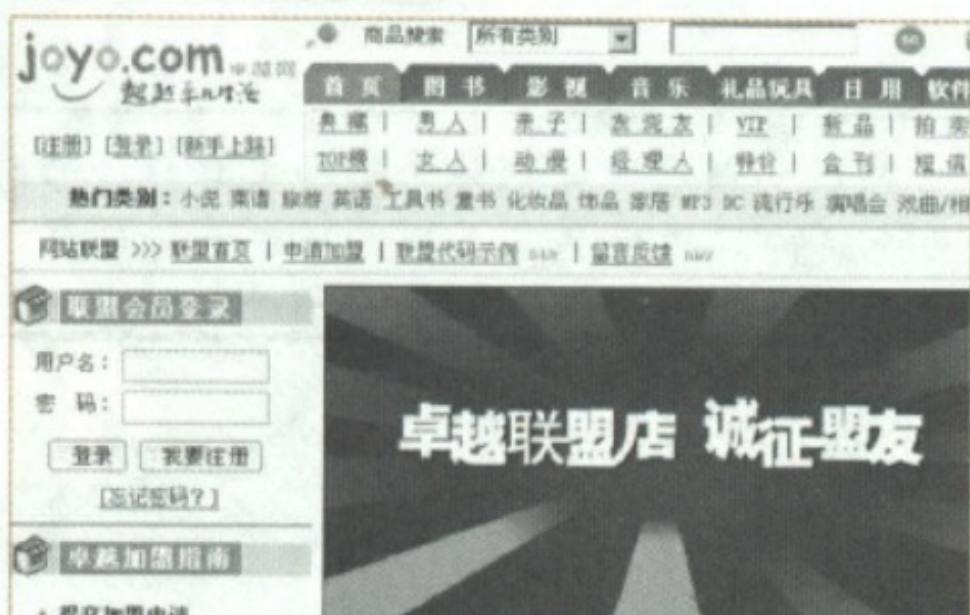 商品搜索 所有类别 GO
joyo.com 卓越网
超越平凡生活
首页 图书 影视 音乐 礼品玩具 日用 软件
[注册] [登录] [新手上路]
典藏 | 男人 | 亲子 | 发烧友 | VIP | 新品 | 拍卖
TOP榜 | 女人 | 动漫 | 经理人 | 特价 | 会刊 | 短信
热门类别：小说 菜谱 旅游 英语 工具书 童书 化妆品 饰品 家居 MP3 DC 流行乐 演唱会 戏曲/相
网站联盟 >>> 联盟首页 | 申请加盟 | 联盟代码示例 new | 留言反馈 new
联盟会员登录
用户名：
密 码：
登录 我要注册
[忘记密码？]
卓越联盟店 诚征盟友
卓越加盟指南